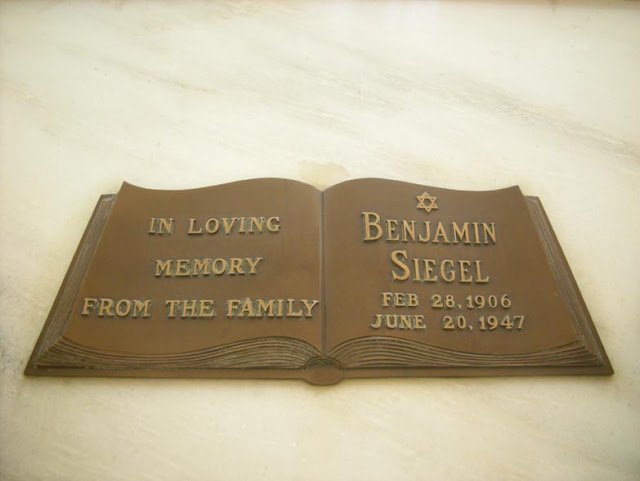 IN LOVING
MEMORY
FROM THE FAMILY
BENJAMIN
SIEGEL
FEB 28, 1906
JUNE 20, 1947